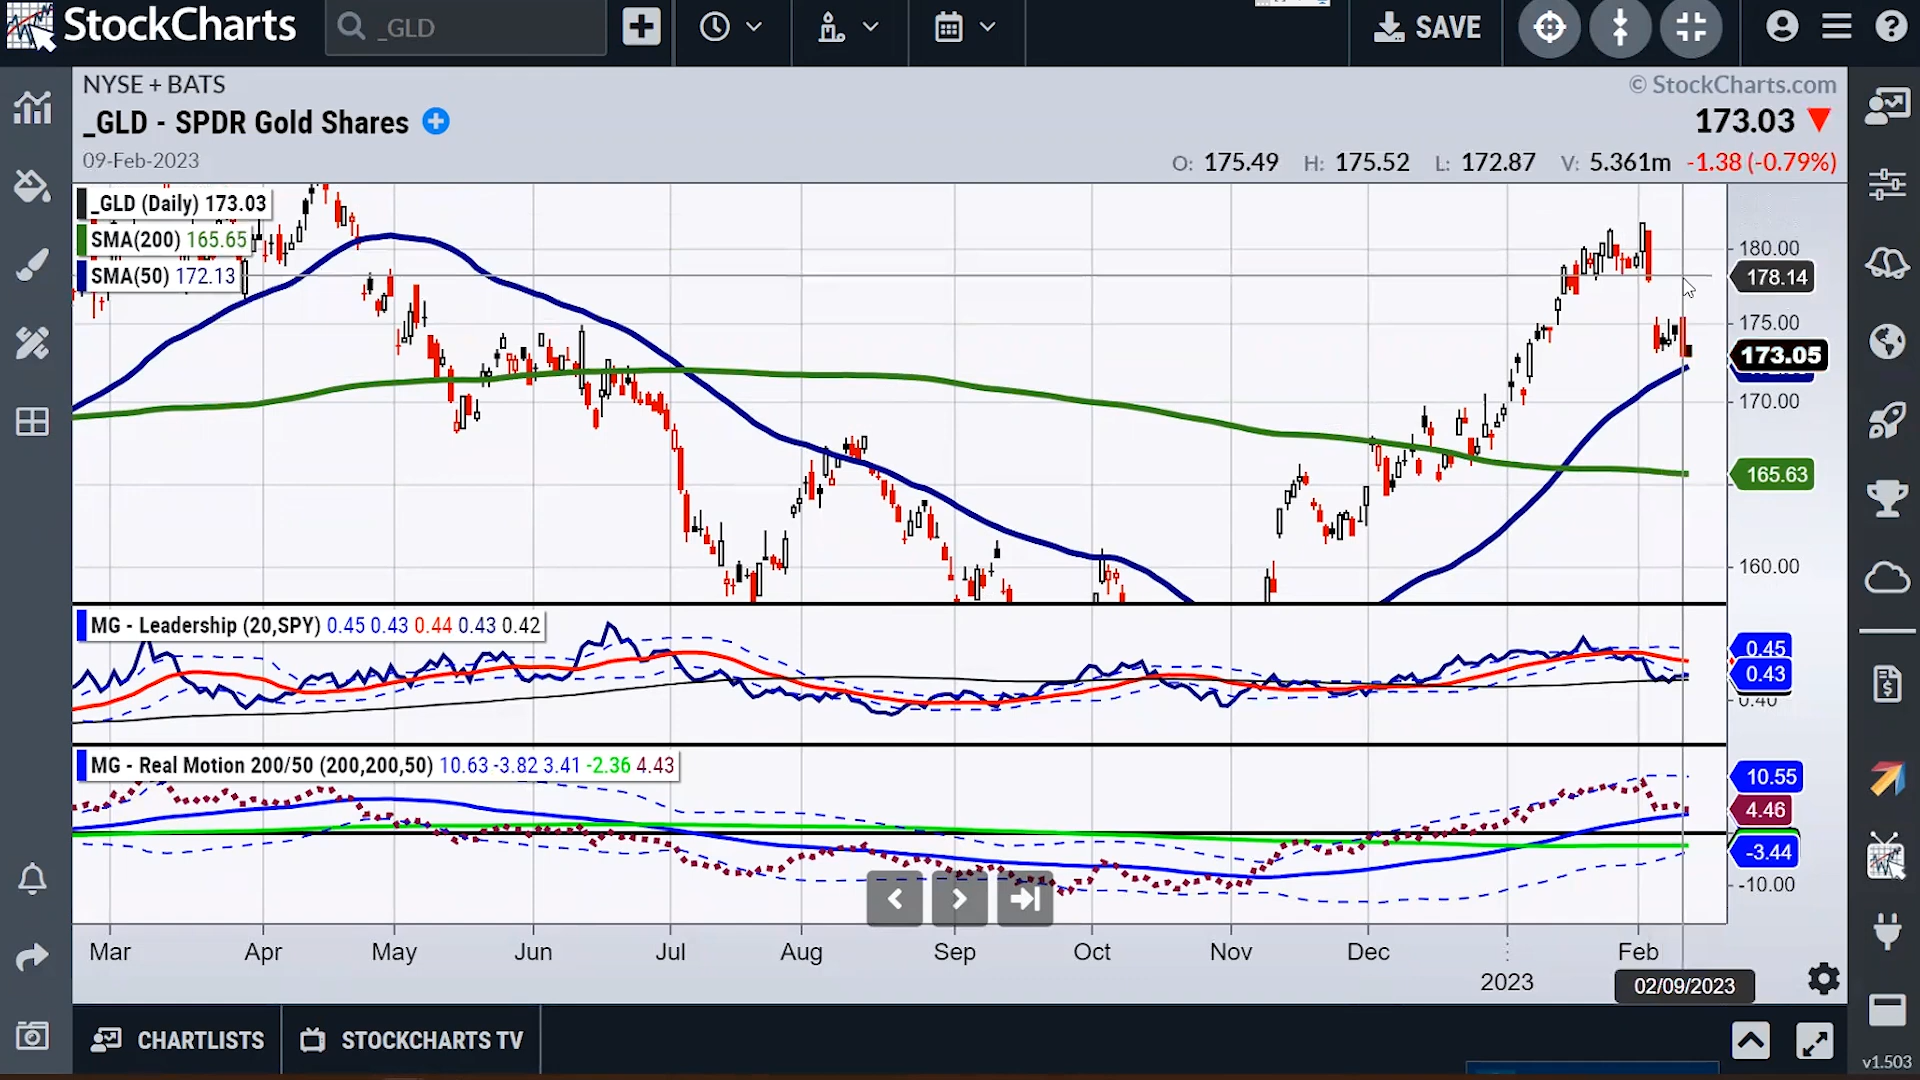 StockCharts
_GLD
SAVE
NYSE + BATS
© StockCharts.com
_GLD - SPDR Gold Shares
173.03
09-Feb-2023
O: 175.49 H: 175.52 L: 172.87 V: 5.361m -1.38 (-0.79%)
_GLD (Daily) 173.03
SMA(200) 165.65
SMA(50) 172.13
180.00
178.14
175.00
173.05
170.00
165.63
160.00
MG - Leadership (20,SPY) 0.45 0.43 0.44 0.43 0.42
0.45
0.43
0.40
MG - Real Motion 200/50 (200,200,50) 10.63 -3.82 3.41 -2.36 4.43
10.55
4.46
-3.44
-10.00
Mar Apr May Jun Jul Aug Sep Oct Nov Dec Feb
2023
02/09/2023
CHARTLISTS
STOCKCHARTS TV
v1.503